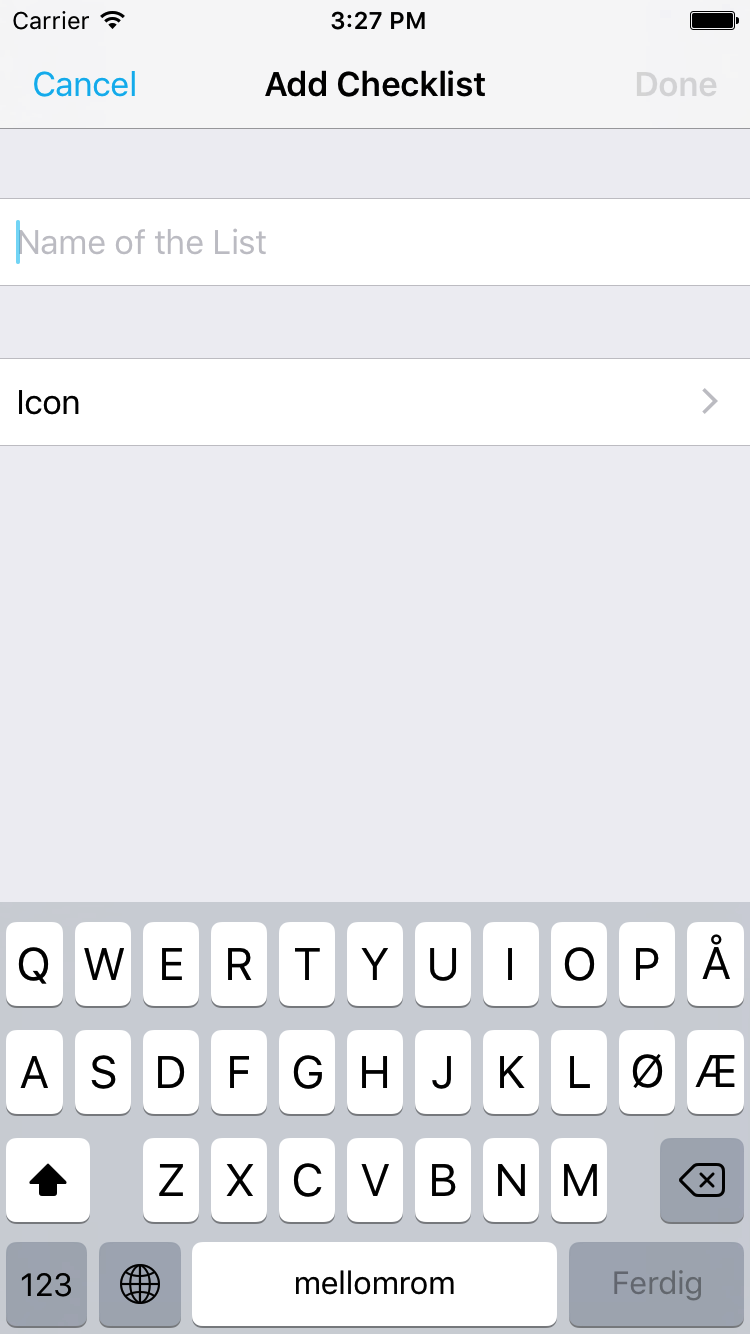 Carrier 3:27 PM
Cancel Add Checklist Done
Name of the List
Icon
Q W E R T Y U I O P Å
A S D F G H J K L Ø Æ
Z X C V B N M
123 mellomrom Ferdig